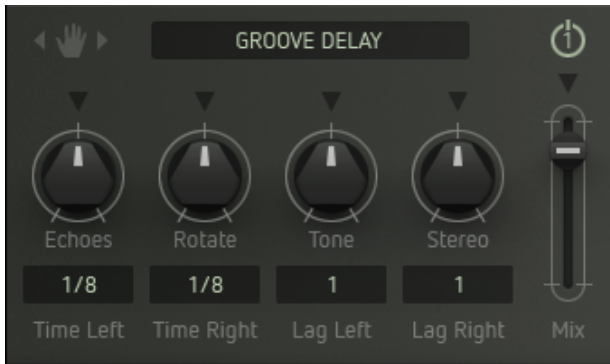 GROOVE DELAY
1
Echoes Rotate Tone Stereo
1/8 1/8 1 1
Time Left Time Right Lag Left Lag Right Mix